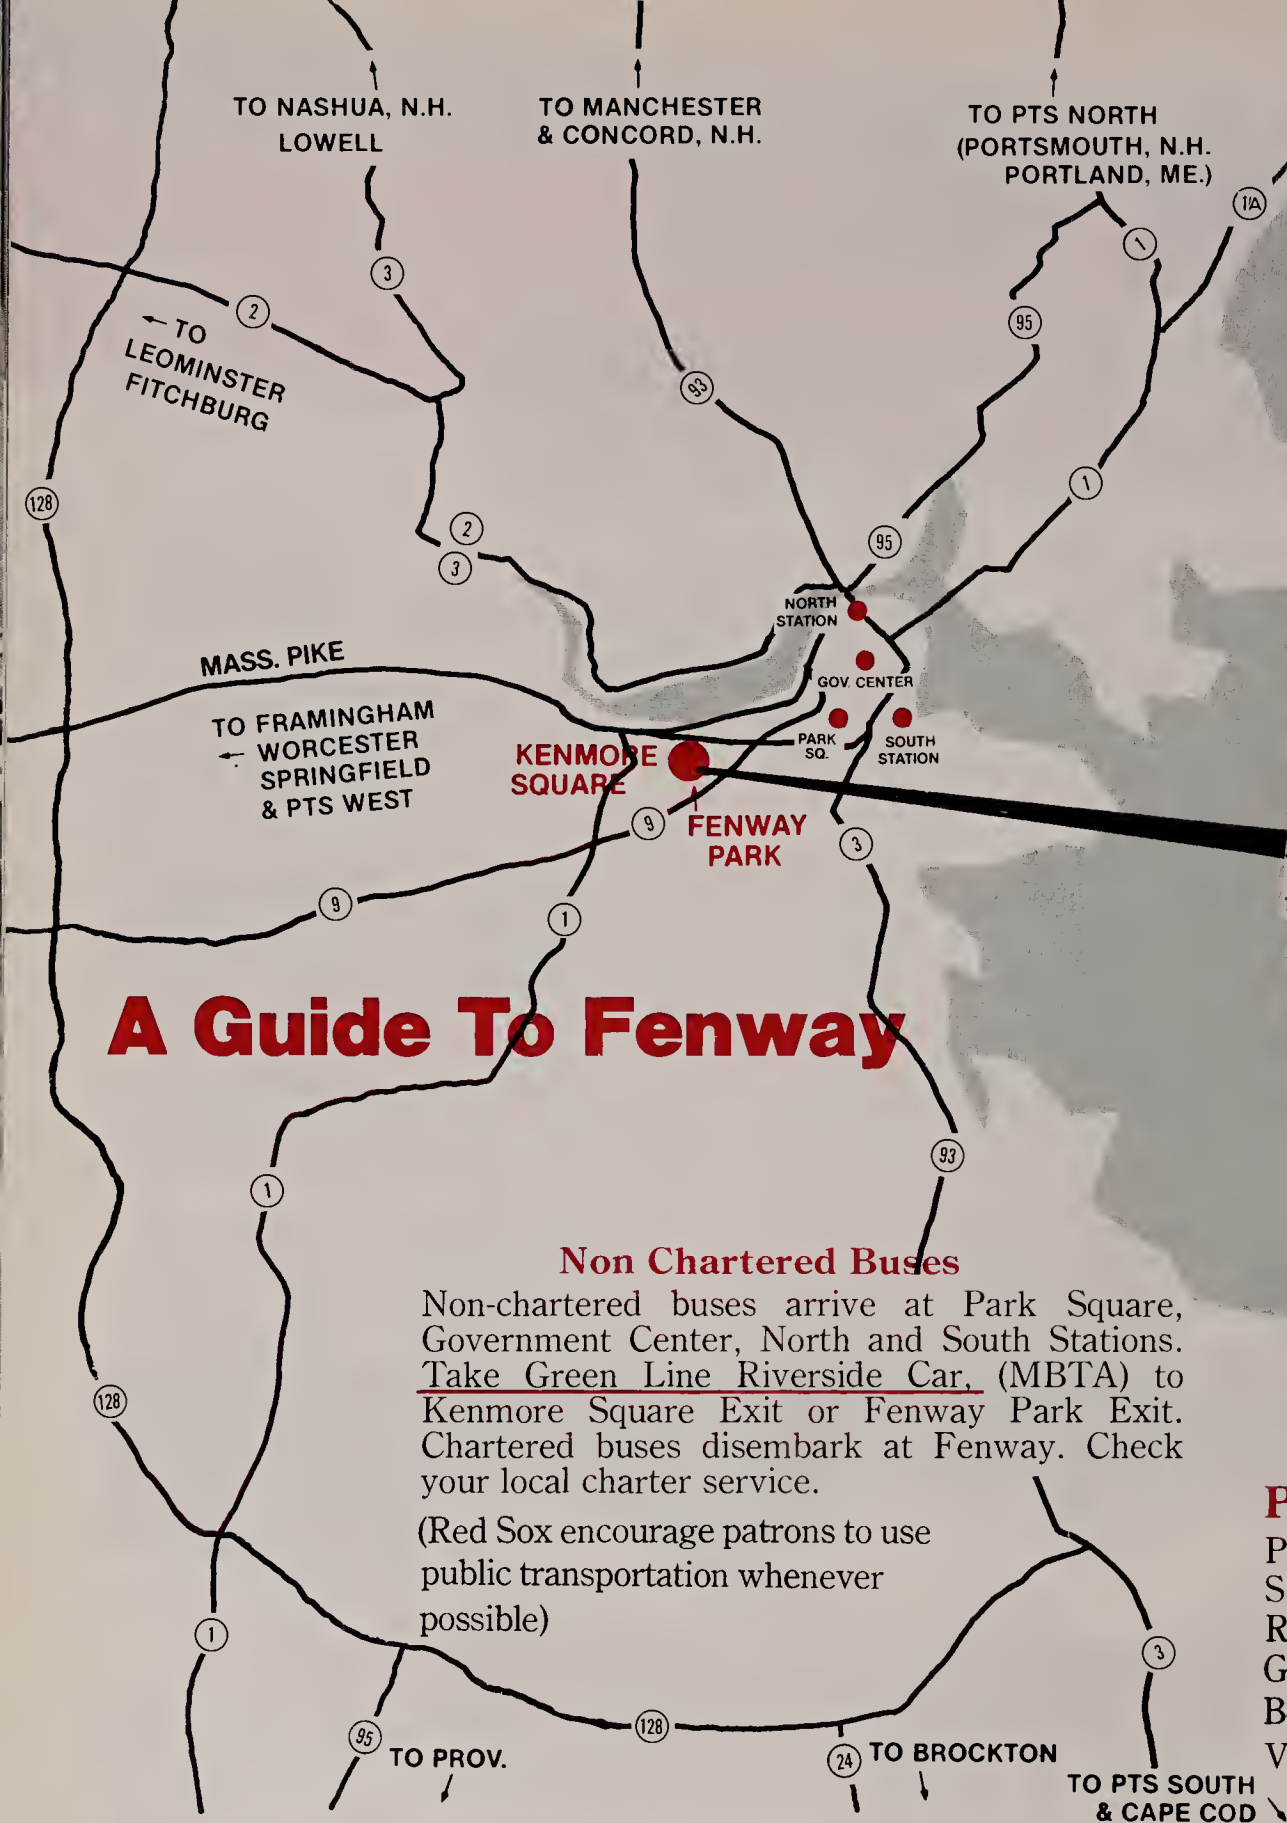 TO NASHUA, N.H.
LOWELL
TO MANCHESTER
& CONCORD, N.H.
TO PTS NORTH
(PORTSMOUTH, N.H.
PORTLAND, ME.)
1A
1
3
2
95
← TO
LEOMINSTER
FITCHBURG
93
128
1
2
3
95
NORTH
STATION
MASS. PIKE
GOV. CENTER
TO FRAMINGHAM
← WORCESTER
SPRINGFIELD
& PTS WEST
KENMORE
SQUARE
PARK
SQ.
SOUTH
STATION
9
FENWAY
PARK
3
9
1
A Guide To Fenway
93
1
Non Chartered Buses
Non-chartered buses arrive at Park Square,
Government Center, North and South Stations.
Take Green Line Riverside Car, (MBTA) to
Kenmore Square Exit or Fenway Park Exit.
Chartered buses disembark at Fenway. Check
your local charter service.
(Red Sox encourage patrons to use
public transportation whenever
possible)
128
1
3
95
TO PROV.
128
24
TO BROCKTON
TO PTS SOUTH
& CAPE COD
P
P
S
R
G
B
V